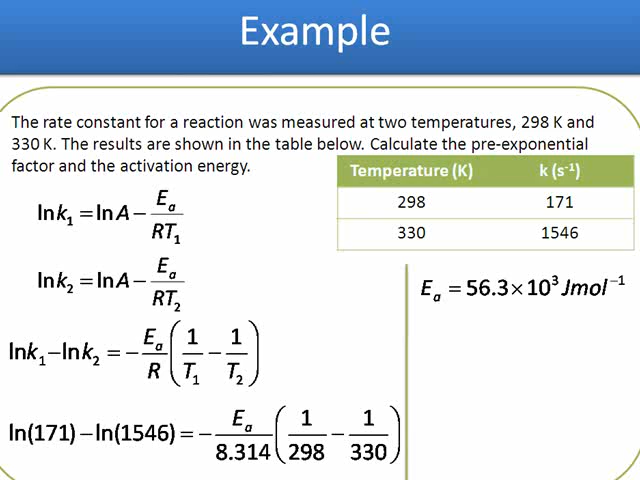 Example
The rate constant for a reaction was measured at two temperatures, 298 K and
330 K. The results are shown in the table below. Calculate the pre-exponential
factor and the activation energy.
Temperature (K) k (s⁻¹)
298 171
330 1546
ln k₁ = ln A − Eₐ/RT₁
ln k₂ = ln A − Eₐ/RT₂
ln k₁ − ln k₂ = − Eₐ/R (1/T₁ − 1/T₂)
ln(171) − ln(1546) = − Eₐ/8.314 (1/298 − 1/330)
Eₐ = 56.3 × 10³ Jmol⁻¹